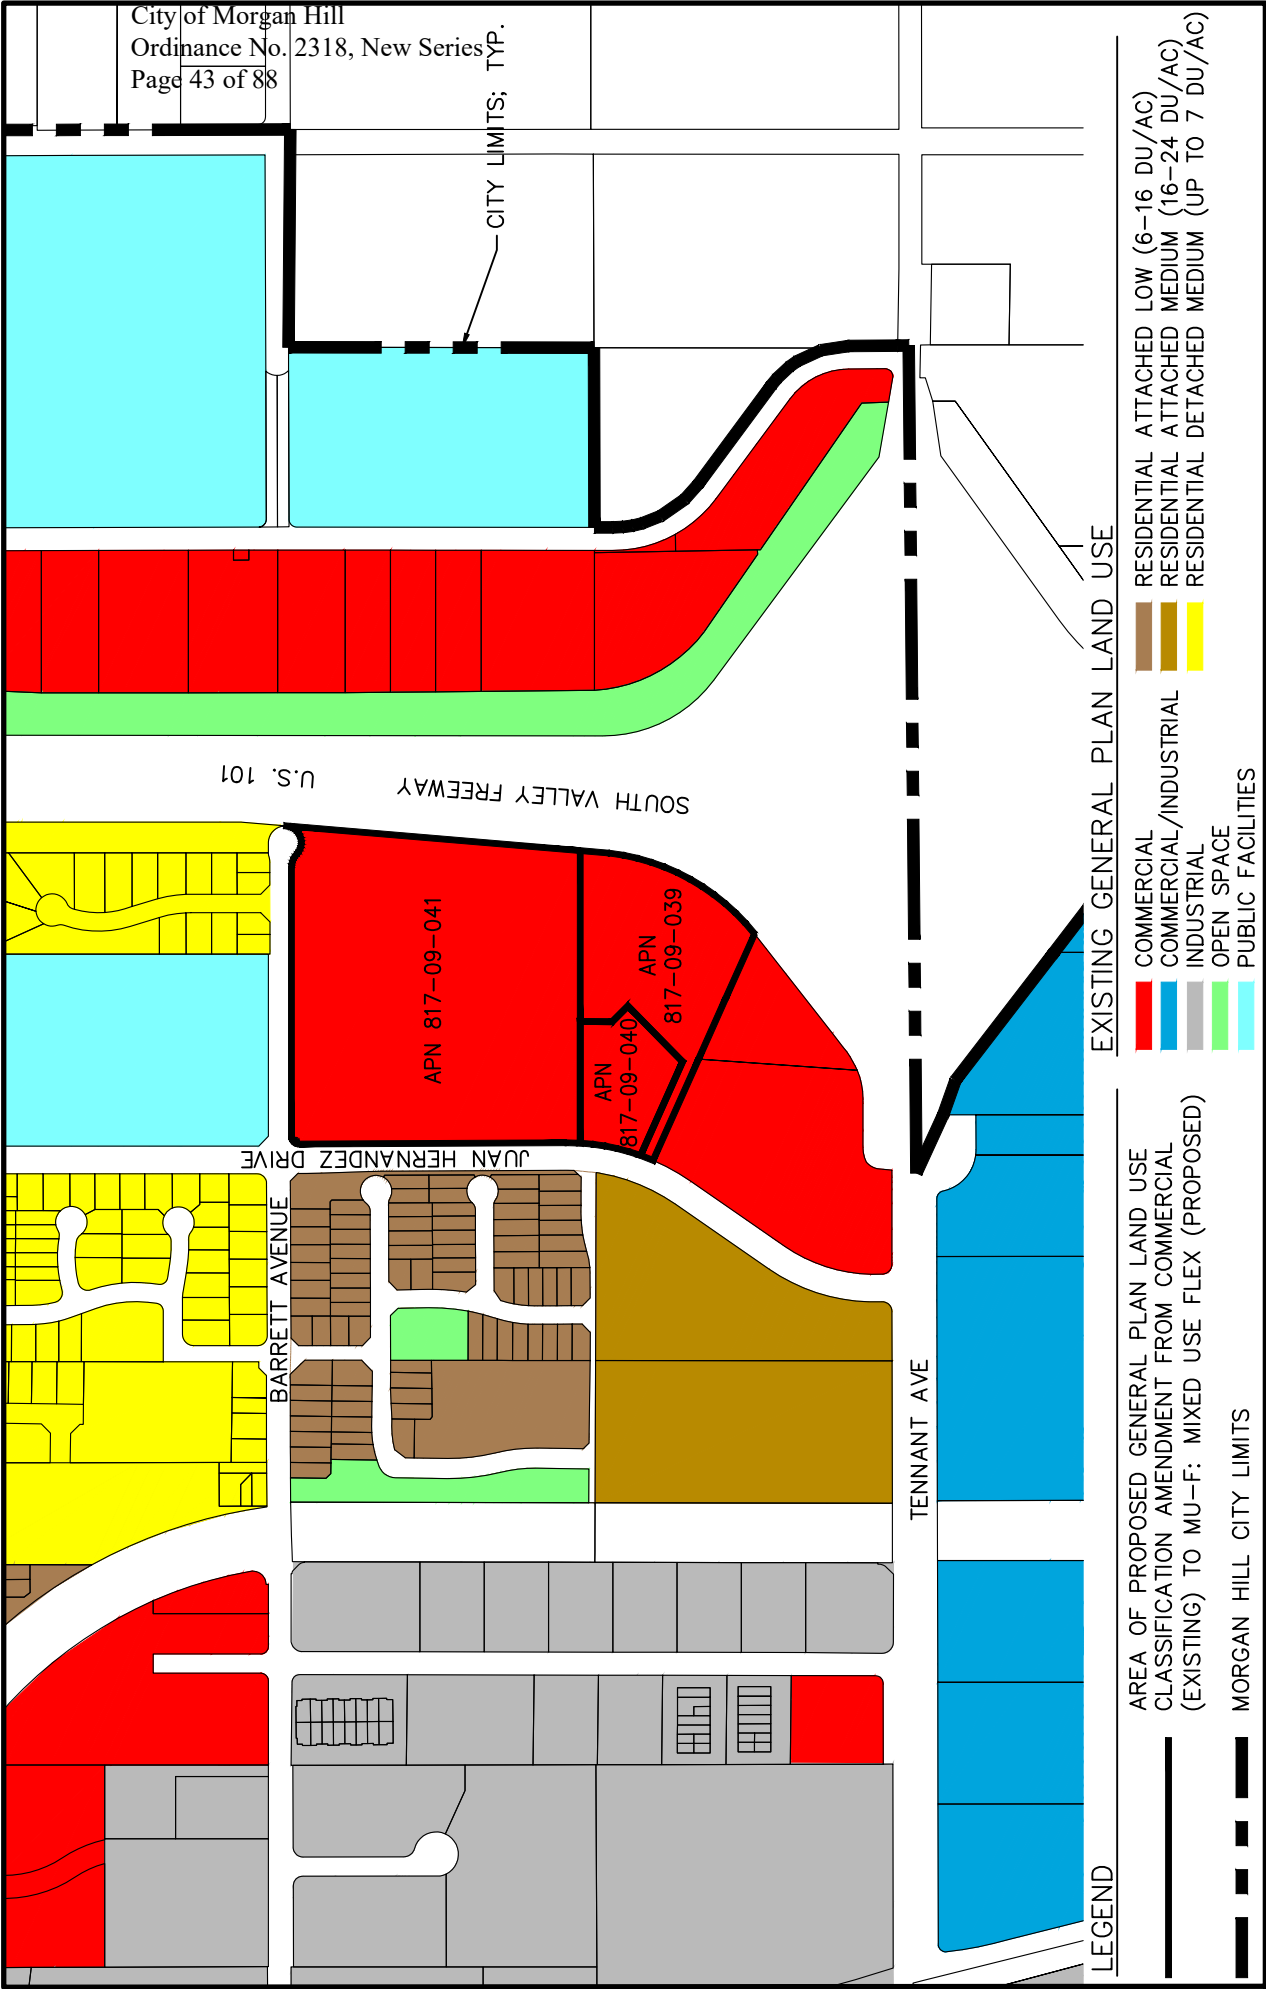 City of Morgan Hill
Ordinance No. 2318, New Series
Page 43 of 88
CITY LIMITS; TYP.
U.S. 101
SOUTH VALLEY FREEWAY
APN 817-09-041
APN
817-09-039
APN
817-09-040
JUAN HERNANDEZ DRIVE
BARRETT AVENUE
TENNANT AVE
LEGEND
AREA OF PROPOSED GENERAL PLAN LAND USE
CLASSIFICATION AMENDMENT FROM COMMERCIAL
(EXISTING) TO MU-F: MIXED USE FLEX (PROPOSED)
MORGAN HILL CITY LIMITS
EXISTING GENERAL PLAN LAND USE
COMMERCIAL
COMMERCIAL/INDUSTRIAL
INDUSTRIAL
OPEN SPACE
PUBLIC FACILITIES
RESIDENTIAL ATTACHED LOW (6-16 DU/AC)
RESIDENTIAL ATTACHED MEDIUM (16-24 DU/AC)
RESIDENTIAL DETACHED MEDIUM (UP TO 7 DU/AC)